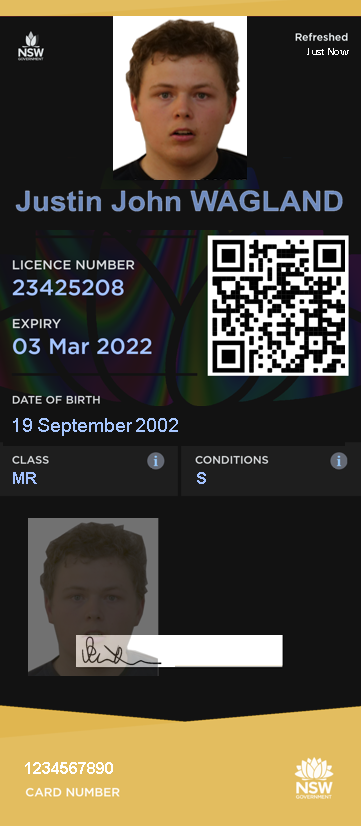 NSW
GOVERNMENT
Refreshed
Just Now
Justin John WAGLAND
LICENCE NUMBER
23425208
EXPIRY
03 Mar 2022
DATE OF BIRTH
19 September 2002
CLASS
i
MR
CONDITIONS
i
S
1234567890
CARD NUMBER
NSW
GOVERNMENT